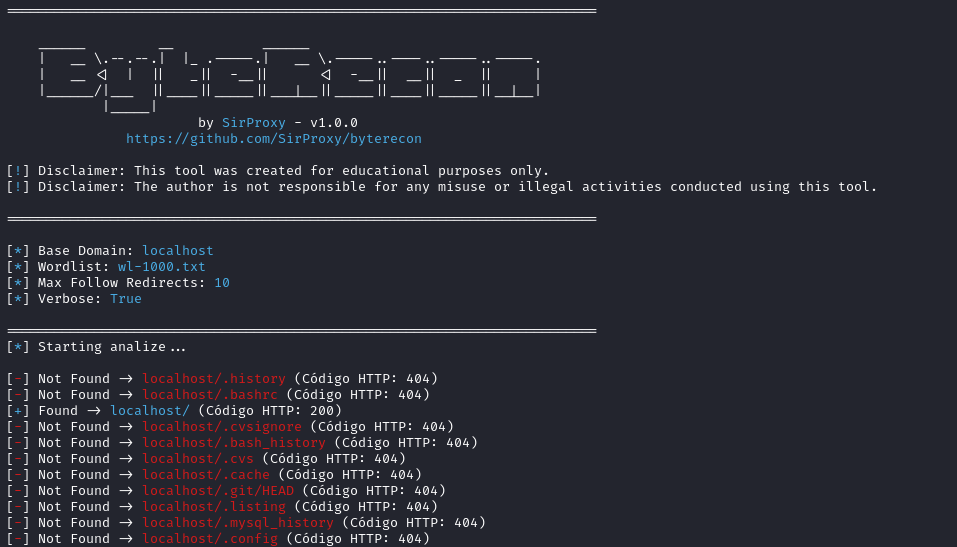 ByteRecon
by SirProxy - v1.0.0
https://github.com/SirProxy/byterecon
[!] Disclaimer: This tool was created for educational purposes only.
[!] Disclaimer: The author is not responsible for any misuse or illegal activities conducted using this tool.
[*] Base Domain: localhost
[*] Wordlist: wl-1000.txt
[*] Max Follow Redirects: 10
[*] Verbose: True
[*] Starting analize...
[-] Not Found -> localhost/.history (Código HTTP: 404)
[-] Not Found -> localhost/.bashrc (Código HTTP: 404)
[+] Found -> localhost/ (Código HTTP: 200)
[-] Not Found -> localhost/.cvsignore (Código HTTP: 404)
[-] Not Found -> localhost/.bash_history (Código HTTP: 404)
[-] Not Found -> localhost/.cvs (Código HTTP: 404)
[-] Not Found -> localhost/.cache (Código HTTP: 404)
[-] Not Found -> localhost/.git/HEAD (Código HTTP: 404)
[-] Not Found -> localhost/.listing (Código HTTP: 404)
[-] Not Found -> localhost/.mysql_history (Código HTTP: 404)
[-] Not Found -> localhost/.config (Código HTTP: 404)